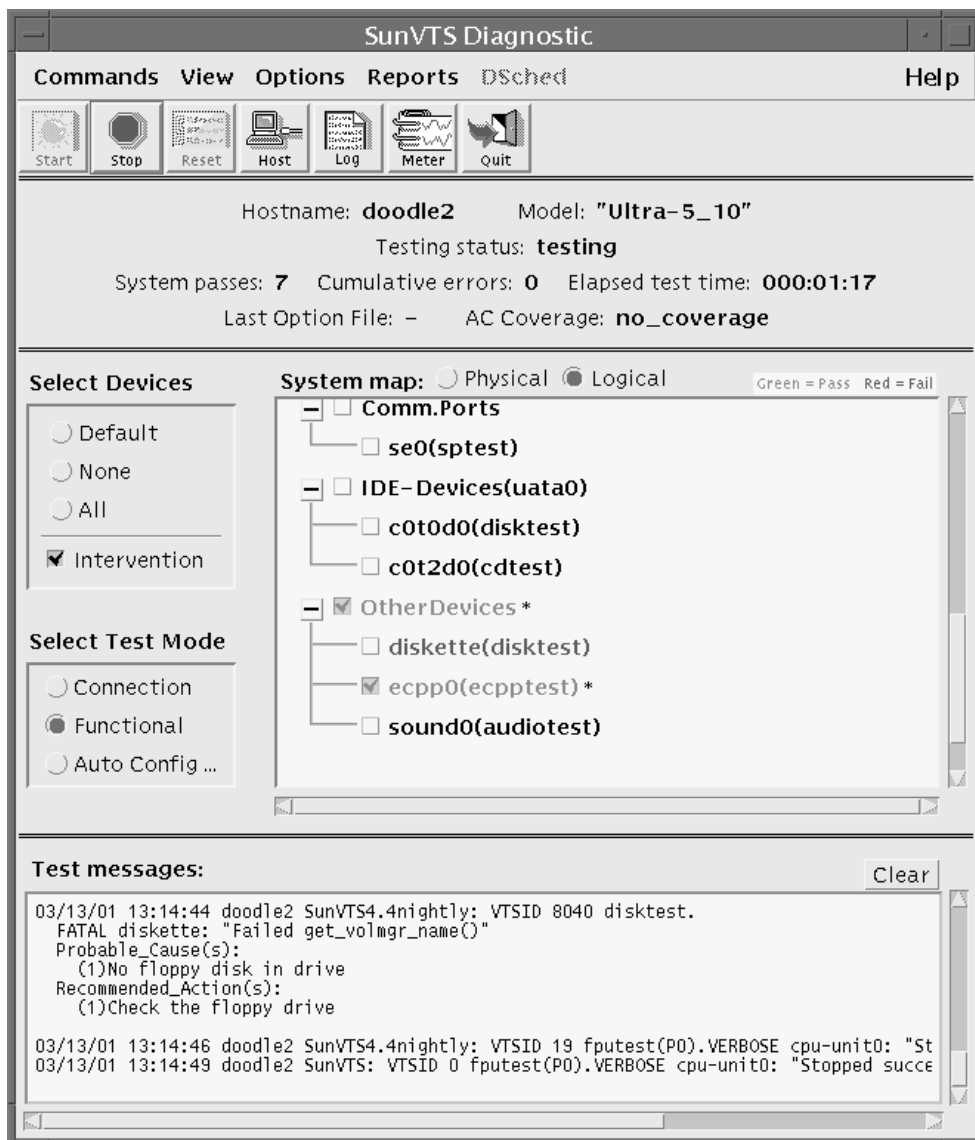 SunVTS Diagnostic
Commands View Options Reports DSched Help
Start Stop Reset Host Log Meter Quit
Hostname: doodle2 Model: "Ultra-5_10"
Testing status: testing
System passes: 7 Cumulative errors: 0 Elapsed test time: 000:01:17
Last Option File: – AC Coverage: no_coverage
Select Devices
Default
None
All
Intervention
Select Test Mode
Connection
Functional
Auto Config ...
System map: Physical Logical Green = Pass Red = Fail
Comm.Ports
se0(sptest)
IDE-Devices(uata0)
c0t0d0(disktest)
c0t2d0(cdtest)
OtherDevices *
diskette(disktest)
ecpp0(ecpptest) *
sound0(audiotest)
Test messages:
Clear
03/13/01 13:14:44 doodle2 SunVTS4.4nightly: VTSID 8040 disktest.
FATAL diskette: "Failed get_volmgr_name()"
Probable_Cause(s):
(1)No floppy disk in drive
Recommended_Action(s):
(1)Check the floppy drive
03/13/01 13:14:46 doodle2 SunVTS4.4nightly: VTSID 19 fputest(P0).VERBOSE cpu-unit0: "St
03/13/01 13:14:49 doodle2 SunVTS: VTSID 0 fputest(P0).VERBOSE cpu-unit0: "Stopped succe